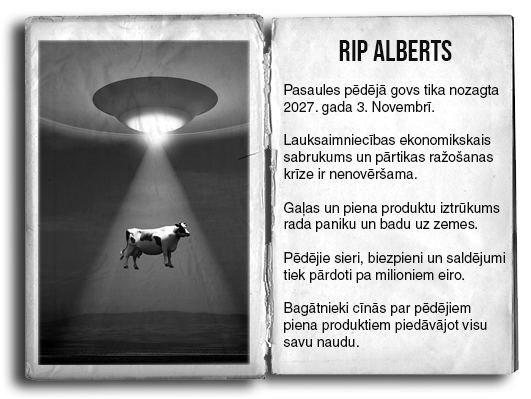 RIP ALBERTS
Pasaules pēdējā govs tika nozagta
2027. gada 3. Novembrī.
Lauksaimniecības ekonomikskais
sabrukums un pārtikas ražošanas
krīze ir nenovēršama.
Gaļas un piena produktu iztrūkums
rada paniku un badu uz zemes.
Pēdējie sieri, biezpieni un saldējumi
tiek pārdoti pa milioniem eiro.
Bagātnieki cīnās par pēdējiem
piena produktiem piedāvājot visu
savu naudu.